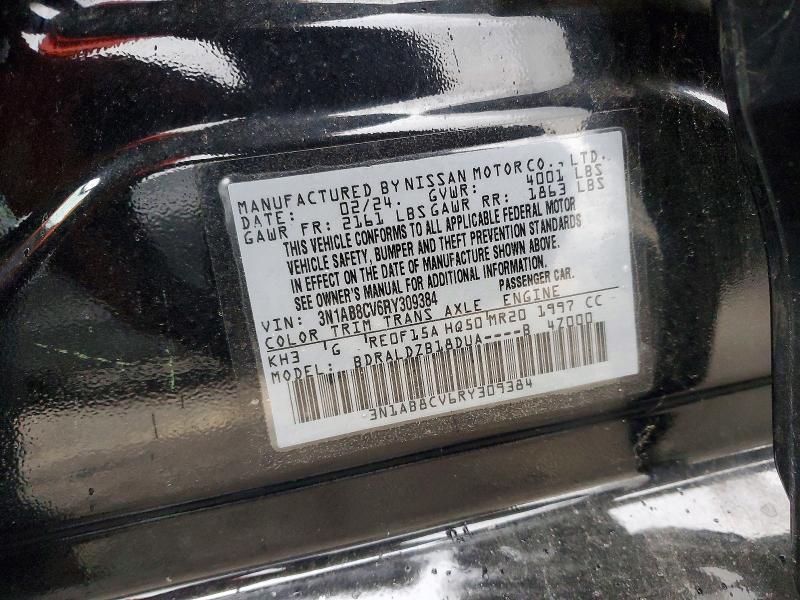 MANUFACTURED BY NISSAN MOTOR CO., LTD.
DATE: 02/24. GVWR: 4001 LBS
GAWR FR: 2161 LBS GAWR RR: 1863 LBS
THIS VEHICLE CONFORMS TO ALL APPLICABLE FEDERAL MOTOR
VEHICLE SAFETY, BUMPER AND THEFT PREVENTION STANDARDS
IN EFFECT ON THE DATE OF MANUFACTURE SHOWN ABOVE.
SEE OWNER'S MANUAL FOR ADDITIONAL INFORMATION.
VIN: 3N1AB8CV6RY309384 PASSENGER CAR.
COLOR TRIM TRANS AXLE ENGINE
KH3 G RE0F15A HQ50 MR20 1997 CC
MODEL: BDRALDZB18DUA----B 47000
3N1AB8CV6RY309384